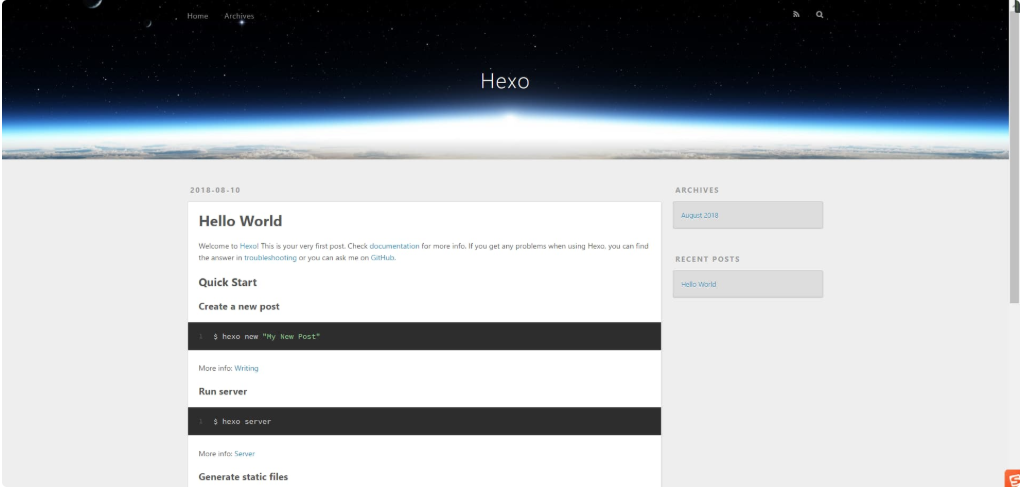 Home Archives
Hexo
2018-08-10
Hello World
Welcome to Hexo! This is your very first post. Check documentation for more info. If you get any problems when using Hexo, you can find
the answer in troubleshooting or you can ask me on GitHub.
Quick Start
Create a new post
1 $ hexo new "My New Post"
More info: Writing
Run server
1 $ hexo server
More info: Server
Generate static files
ARCHIVES
August 2018
RECENT POSTS
Hello World